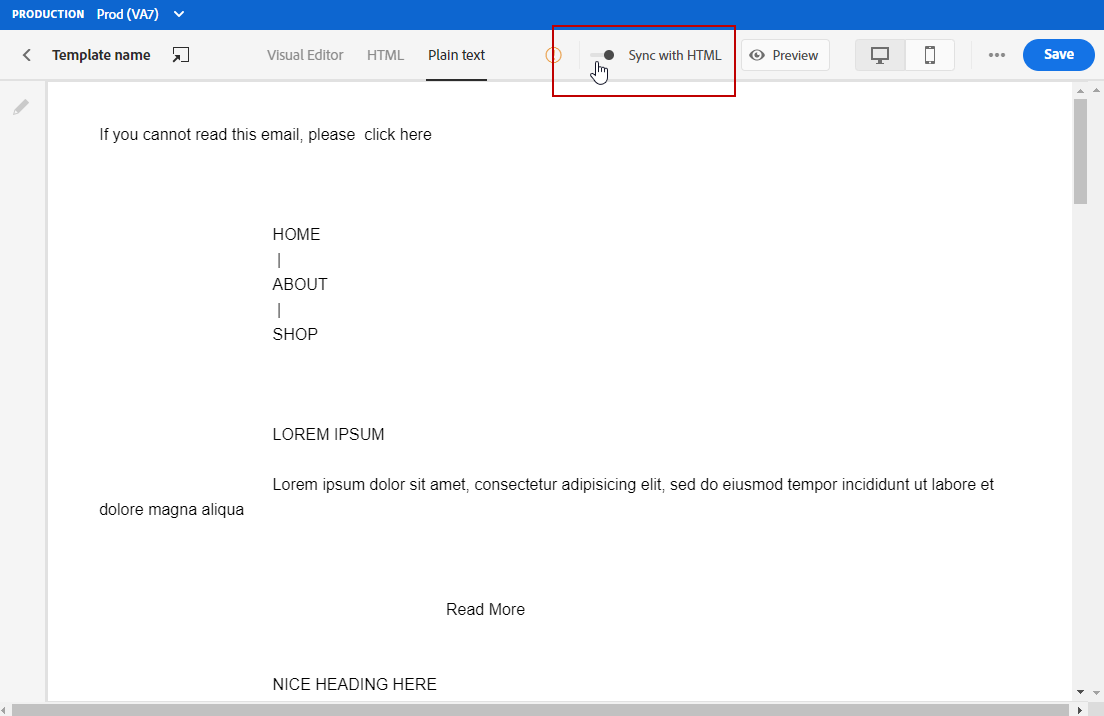 PRODUCTION Prod (VA7)
Template name Visual Editor HTML Plain text Sync with HTML Preview Save
If you cannot read this email, please click here
HOME
|
ABOUT
|
SHOP
LOREM IPSUM
Lorem ipsum dolor sit amet, consectetur adipisicing elit, sed do eiusmod tempor incididunt ut labore et
dolore magna aliqua
Read More
NICE HEADING HERE